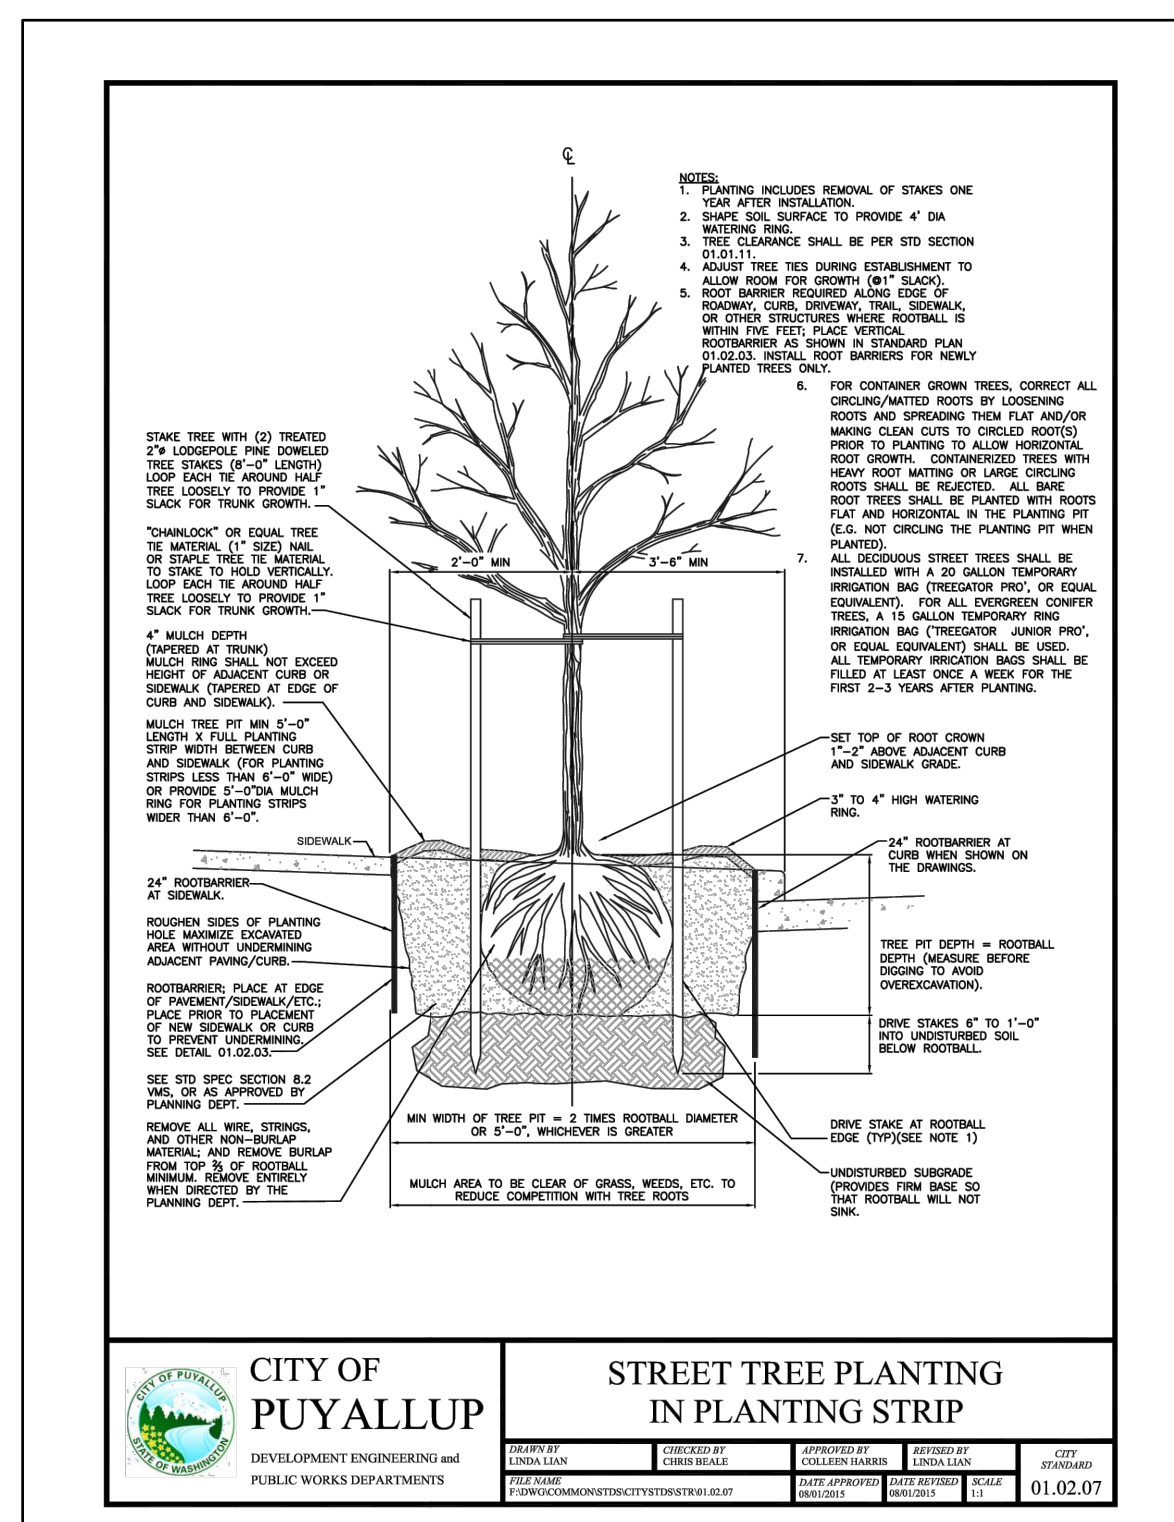 ℄
NOTES:
1. PLANTING INCLUDES REMOVAL OF STAKES ONE
YEAR AFTER INSTALLATION.
2. SHAPE SOIL SURFACE TO PROVIDE 4' DIA
WATERING RING.
3. TREE CLEARANCE SHALL BE PER STD SECTION
01.01.11.
4. ADJUST TREE TIES DURING ESTABLISHMENT TO
ALLOW ROOM FOR GROWTH (@1" SLACK).
5. ROOT BARRIER REQUIRED ALONG EDGE OF
ROADWAY, CURB, DRIVEWAY, TRAIL, SIDEWALK,
OR OTHER STRUCTURES WHERE ROOTBALL IS
WITHIN FIVE FEET; PLACE VERTICAL
ROOTBARRIER AS SHOWN IN STANDARD PLAN
01.02.03. INSTALL ROOT BARRIERS FOR NEWLY
PLANTED TREES ONLY.
6. FOR CONTAINER GROWN TREES, CORRECT ALL
CIRCLING/MATTED ROOTS BY LOOSENING
ROOTS AND SPREADING THEM FLAT AND/OR
MAKING CLEAN CUTS TO CIRCLED ROOT(S)
PRIOR TO PLANTING TO ALLOW HORIZONTAL
ROOT GROWTH. CONTAINERIZED TREES WITH
HEAVY ROOT MATTING OR LARGE CIRCLING
ROOTS SHALL BE REJECTED. ALL BARE
ROOT TREES SHALL BE PLANTED WITH ROOTS
FLAT AND HORIZONTAL IN THE PLANTING PIT
(E.G. NOT CIRCLING THE PLANTING PIT WHEN
PLANTED).
7. ALL DECIDUOUS STREET TREES SHALL BE
INSTALLED WITH A 20 GALLON TEMPORARY
IRRIGATION BAG (TREEGATOR PRO', OR EQUAL
EQUIVALENT). FOR ALL EVERGREEN CONIFER
TREES, A 15 GALLON TEMPORARY RING
IRRIGATION BAG ('TREEGATOR JUNIOR PRO',
OR EQUAL EQUIVALENT) SHALL BE USED.
ALL TEMPORARY IRRICATION BAGS SHALL BE
FILLED AT LEAST ONCE A WEEK FOR THE
FIRST 2-3 YEARS AFTER PLANTING.
STAKE TREE WITH (2) TREATED
2"ø LODGEPOLE PINE DOWELED
TREE STAKES (8'-0" LENGTH)
LOOP EACH TIE AROUND HALF
TREE LOOSELY TO PROVIDE 1"
SLACK FOR TRUNK GROWTH.
"CHAINLOCK" OR EQUAL TREE
TIE MATERIAL (1" SIZE) NAIL
OR STAPLE TREE TIE MATERIAL
TO STAKE TO HOLD VERTICALLY.
LOOP EACH TIE AROUND HALF
TREE LOOSELY TO PROVIDE 1"
SLACK FOR TRUNK GROWTH.
4" MULCH DEPTH
(TAPERED AT TRUNK)
MULCH RING SHALL NOT EXCEED
HEIGHT OF ADJACENT CURB OR
SIDEWALK (TAPERED AT EDGE OF
CURB AND SIDEWALK).
MULCH TREE PIT MIN 5'-0"
LENGTH X FULL PLANTING
STRIP WIDTH BETWEEN CURB
AND SIDEWALK (FOR PLANTING
STRIPS LESS THAN 6'-0" WIDE)
OR PROVIDE 5'-0"DIA MULCH
RING FOR PLANTING STRIPS
WIDER THAN 6'-0".
SIDEWALK
24" ROOTBARRIER
AT SIDEWALK.
ROUGHEN SIDES OF PLANTING
HOLE MAXIMIZE EXCAVATED
AREA WITHOUT UNDERMINING
ADJACENT PAVING/CURB.
ROOTBARRIER; PLACE AT EDGE
OF PAVEMENT/SIDEWALK/ETC.;
PLACE PRIOR TO PLACEMENT
OF NEW SIDEWALK OR CURB
TO PREVENT UNDERMINING.
SEE DETAIL 01.02.03.
SEE STD SPEC SECTION 8.2
VMS, OR AS APPROVED BY
PLANNING DEPT.
REMOVE ALL WIRE, STRINGS,
AND OTHER NON-BURLAP
MATERIAL; AND REMOVE BURLAP
FROM TOP ⅔ OF ROOTBALL
MINIMUM. REMOVE ENTIRELY
WHEN DIRECTED BY THE
PLANNING DEPT.
2'-0" MIN
3'-6" MIN
SET TOP OF ROOT CROWN
1"-2" ABOVE ADJACENT CURB
AND SIDEWALK GRADE.
3" TO 4" HIGH WATERING
RING.
24" ROOTBARRIER AT
CURB WHEN SHOWN ON
THE DRAWINGS.
TREE PIT DEPTH = ROOTBALL
DEPTH (MEASURE BEFORE
DIGGING TO AVOID
OVEREXCAVATION).
DRIVE STAKES 6" TO 1'-0"
INTO UNDISTURBED SOIL
BELOW ROOTBALL.
DRIVE STAKE AT ROOTBALL
EDGE (TYP)(SEE NOTE 1)
UNDISTURBED SUBGRADE
(PROVIDES FIRM BASE SO
THAT ROOTBALL WILL NOT
SINK.
MIN WIDTH OF TREE PIT = 2 TIMES ROOTBALL DIAMETER
OR 5'-0", WHICHEVER IS GREATER
MULCH AREA TO BE CLEAR OF GRASS, WEEDS, ETC. TO
REDUCE COMPETITION WITH TREE ROOTS
CITY OF PUYALLUP
STATE OF WASHINGTON
CITY OF
PUYALLUP
DEVELOPMENT ENGINEERING and
PUBLIC WORKS DEPARTMENTS
STREET TREE PLANTING
IN PLANTING STRIP
DRAWN BY
LINDA LIAN
CHECKED BY
CHRIS BEALE
APPROVED BY
COLLEEN HARRIS
REVISED BY
LINDA LIAN
FILE NAME
F:\DWG\COMMON\STDS\CITYSTDS\STR\01.02.07
DATE APPROVED
08/01/2015
DATE REVISED
08/01/2015
SCALE
1:1
CITY
STANDARD
01.02.07